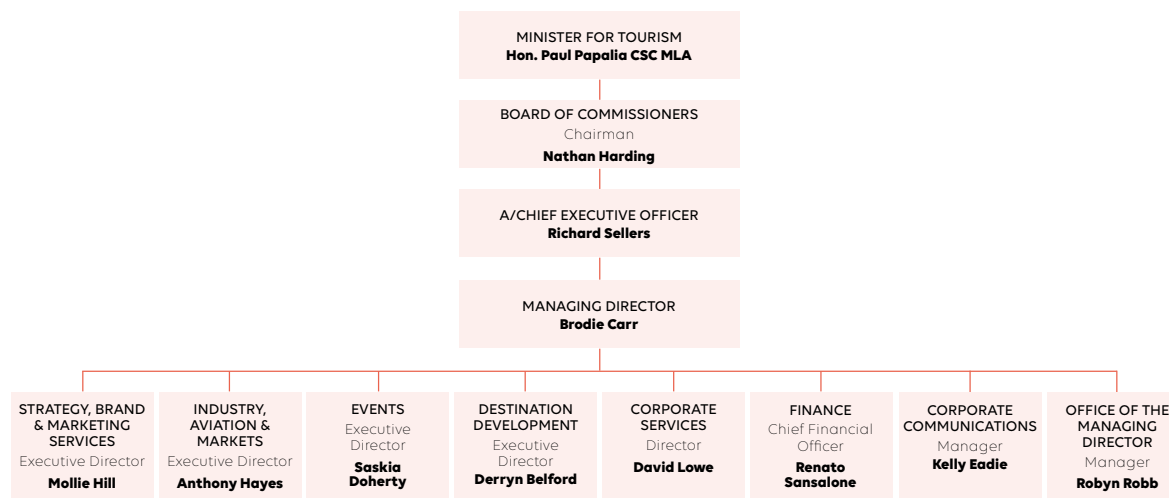 MINISTER FOR TOURISM
Hon. Paul Papalia CSC MLA
BOARD OF COMMISSIONERS
Chairman
Nathan Harding
A/CHIEF EXECUTIVE OFFICER
Richard Sellers
MANAGING DIRECTOR
Brodie Carr
STRATEGY, BRAND
& MARKETING
SERVICES
Executive Director
Mollie Hill
INDUSTRY,
AVIATION &
MARKETS
Executive Director
Anthony Hayes
EVENTS
Executive
Director
Saskia
Doherty
DESTINATION
DEVELOPMENT
Executive
Director
Derryn Belford
CORPORATE
SERVICES
Director
David Lowe
FINANCE
Chief Financial
Officer
Renato
Sansalone
CORPORATE
COMMUNICATIONS
Manager
Kelly Eadie
OFFICE OF THE
MANAGING
DIRECTOR
Manager
Robyn Robb